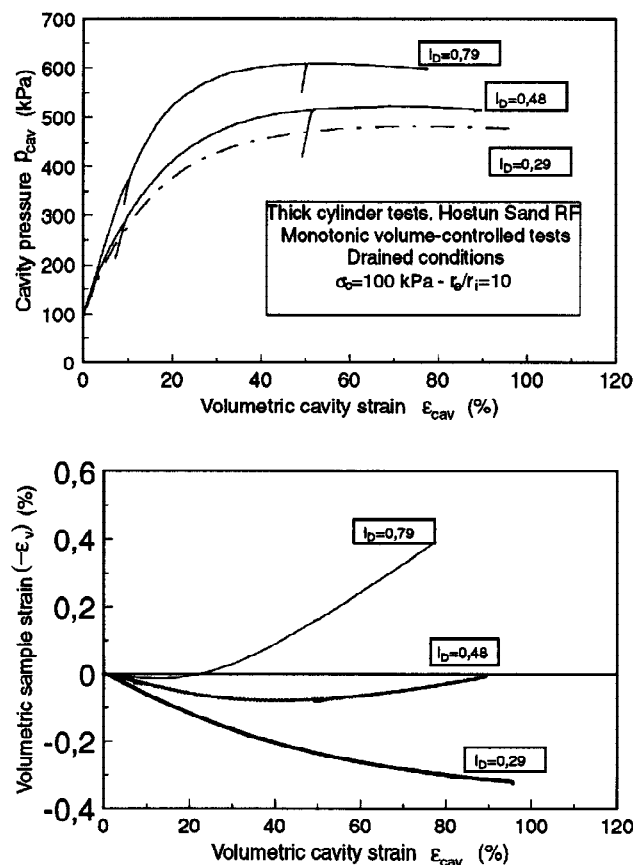 Cavity pressure p_cav (kPa)
700
600
500
400
300
200
100
0
I_D=0,79
I_D=0,48
I_D=0,29
Thick cylinder tests. Hostun Sand RF
Monotonic volume-controlled tests
Drained conditions
σ_o=100 kPa - r_e/r_i=10
0 20 40 60 80 100 120
Volumetric cavity strain ε_cav (%)
Volumetric sample strain (-ε_v) (%)
0,6
0,4
0,2
0
-0,2
-0,4
I_D=0,79
I_D=0,48
I_D=0,29
0 20 40 60 80 100 120
Volumetric cavity strain ε_cav (%)